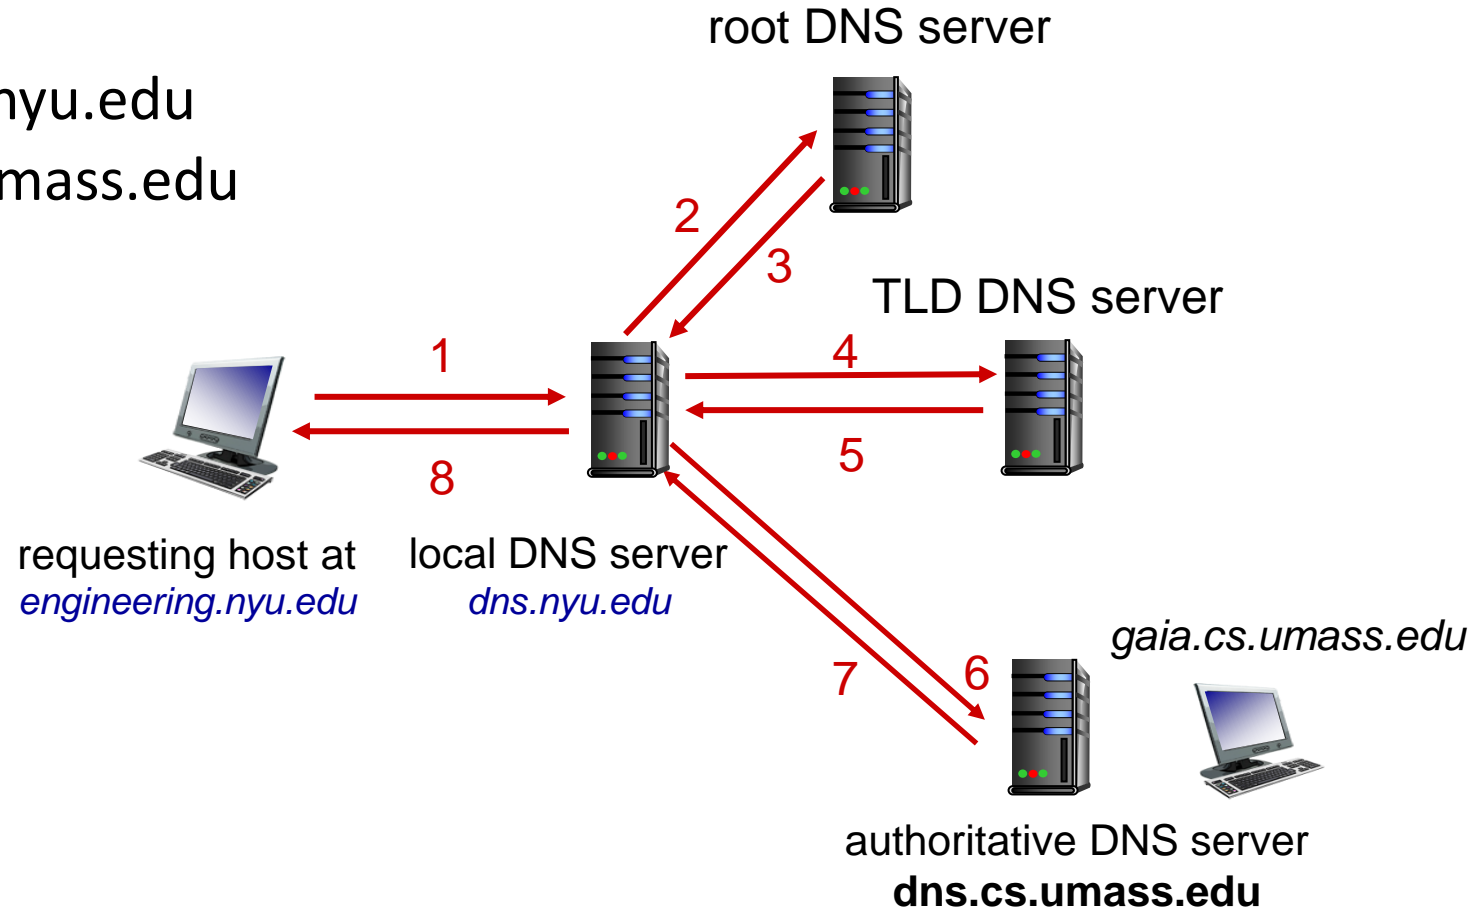 root DNS server
nyu.edu
mass.edu
2
3
TLD DNS server
1
4
8
5
requesting host at
engineering.nyu.edu
local DNS server
dns.nyu.edu
gaia.cs.umass.edu
7
6
authoritative DNS server
dns.cs.umass.edu